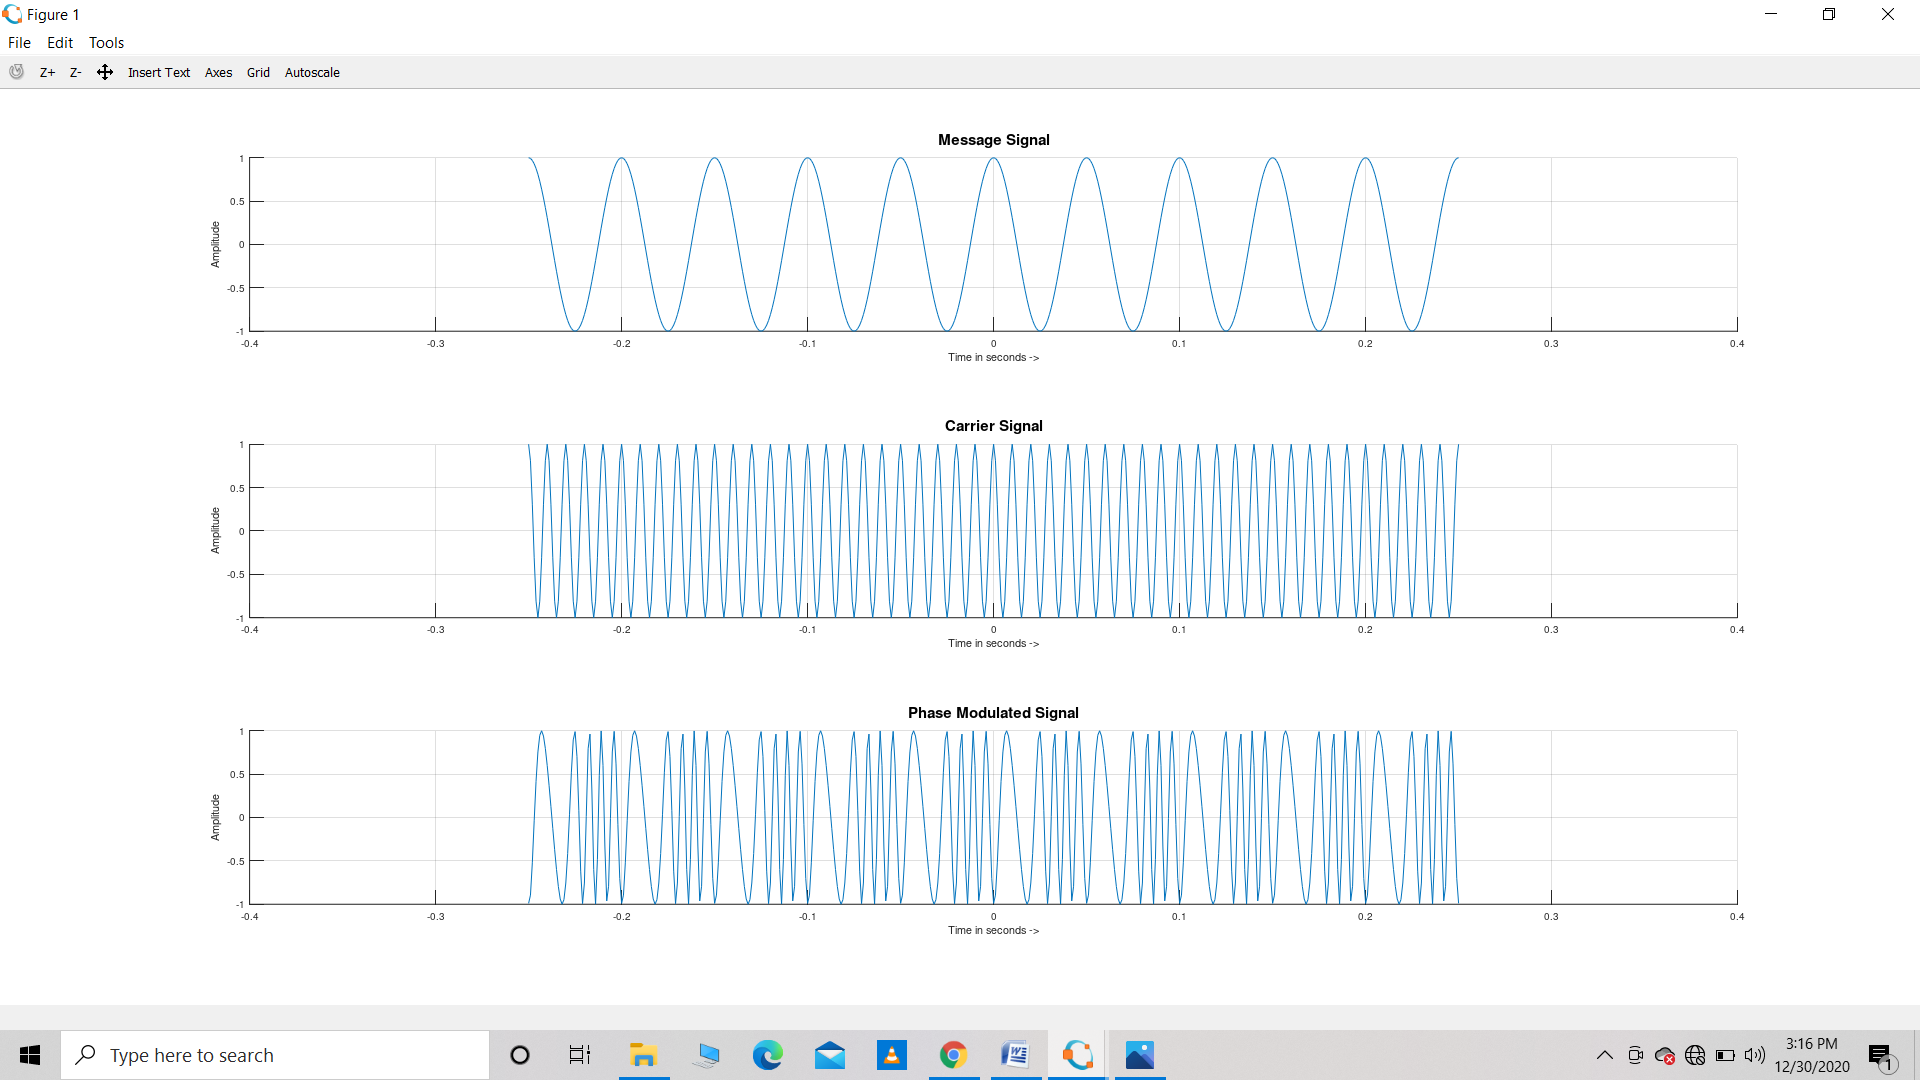 Figure 1
File Edit Tools
Z+ Z- Insert Text Axes Grid Autoscale
Message Signal
1
0.5
0
-0.5
-1
Amplitude
-0.4 -0.3 -0.2 -0.1 0 0.1 0.2 0.3 0.4
Time in seconds ->
Carrier Signal
1
0.5
0
-0.5
-1
Amplitude
-0.4 -0.3 -0.2 -0.1 0 0.1 0.2 0.3 0.4
Time in seconds ->
Phase Modulated Signal
1
0.5
0
-0.5
-1
Amplitude
-0.4 -0.3 -0.2 -0.1 0 0.1 0.2 0.3 0.4
Time in seconds ->
Type here to search
W
3:16 PM
12/30/2020
1